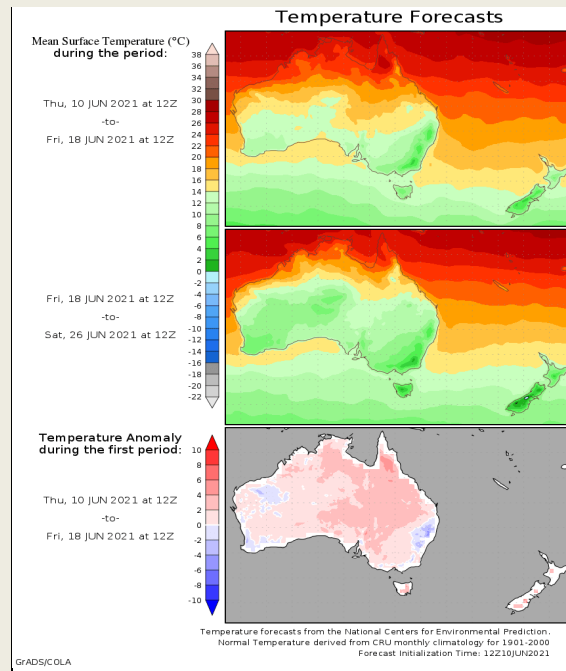 Temperature Forecasts
Mean Surface Temperature (°C)
during the period:
Thu, 10 JUN 2021 at 12Z
-to-
Fri, 18 JUN 2021 at 12Z
38
36
34
32
30
28
26
24
22
20
18
16
14
12
10
8
6
4
2
0
-2
-4
-6
-8
-10
-12
-14
-16
-18
-20
-22
Fri, 18 JUN 2021 at 12Z
-to-
Sat, 26 JUN 2021 at 12Z
Temperature Anomaly
during the first period:
Thu, 10 JUN 2021 at 12Z
-to-
Fri, 18 JUN 2021 at 12Z
10
8
6
4
2
0
-2
-4
-6
-8
-10
Temperature forecasts from the National Centers for Environmental Prediction.
Normal Temperature derived from CRU monthly climatology for 1901-2000
Forecast Initialization Time: 12Z10JUN2021
GrADS/COLA